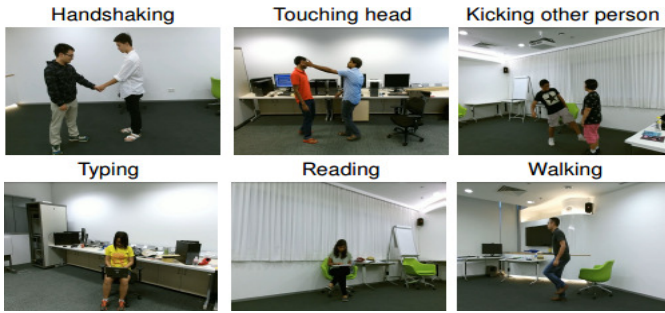 Handshaking
Touching head
Kicking other person
Typing
Reading
Walking